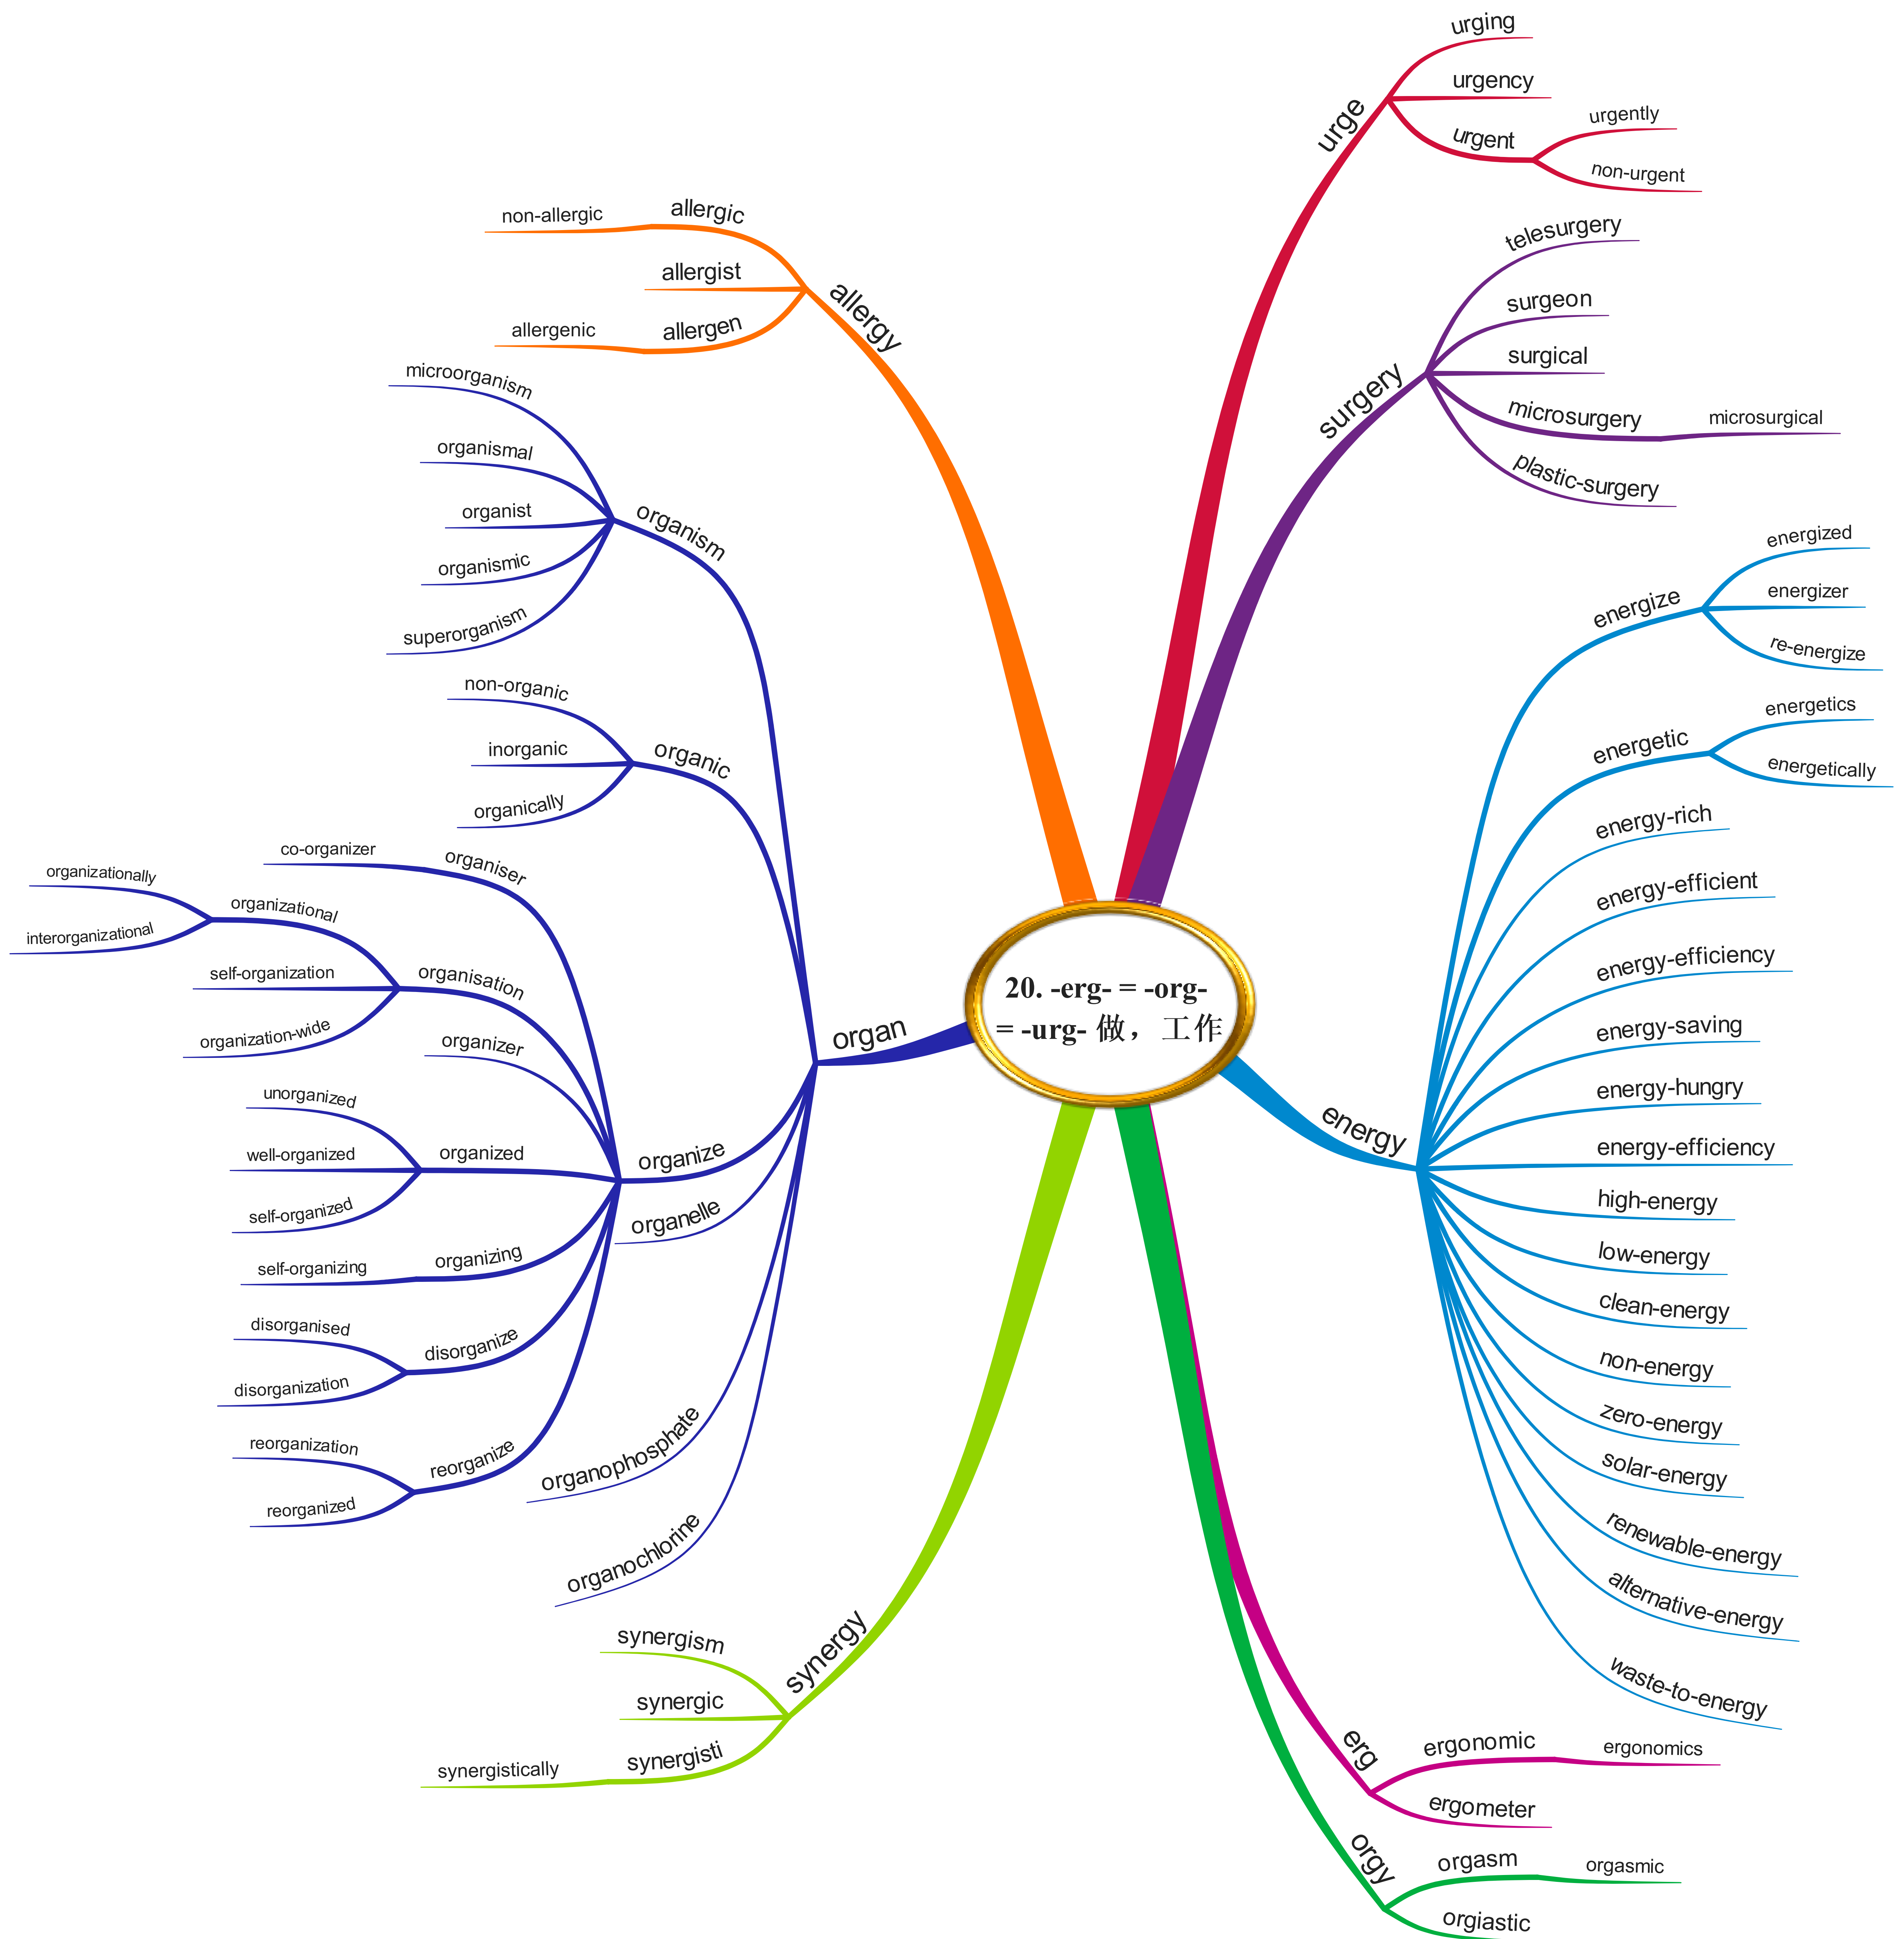 20. -erg- = -org-
= -urg- 做，工作
urge
urging
urgency
urgent
urgently
non-urgent
surgery
telesurgery
surgeon
surgical
microsurgery
microsurgical
plastic-surgery
energy
energize
energized
energizer
re-energize
energetic
energetics
energetically
energy-rich
energy-efficient
energy-efficiency
energy-saving
energy-hungry
energy-efficiency
high-energy
low-energy
clean-energy
non-energy
zero-energy
solar-energy
renewable-energy
alternative-energy
waste-to-energy
erg
ergonomic
ergonomics
ergometer
orgy
orgasm
orgasmic
orgiastic
allergy
allergic
non-allergic
allergist
allergen
allergenic
organ
organism
microorganism
organismal
organist
organismic
superorganism
organic
non-organic
inorganic
organically
organize
organiser
co-organizer
organisation
organizational
organizationally
interorganizational
self-organization
organization-wide
organizer
organized
unorganized
well-organized
self-organized
organizing
self-organizing
disorganize
disorganised
disorganization
reorganize
reorganization
reorganized
organelle
organophosphate
organochlorine
synergy
synergism
synergic
synergisti
synergistically